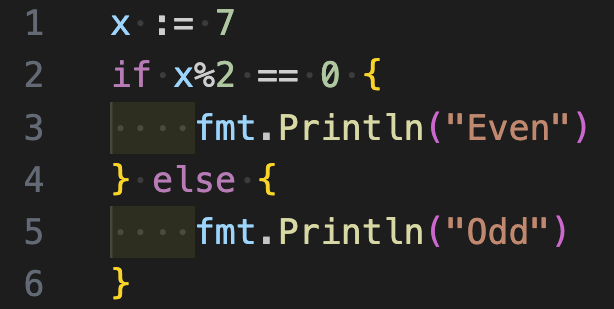 1 x := 7
2 if x%2 == 0 {
3     fmt.Println("Even")
4 } else {
5     fmt.Println("Odd")
6 }